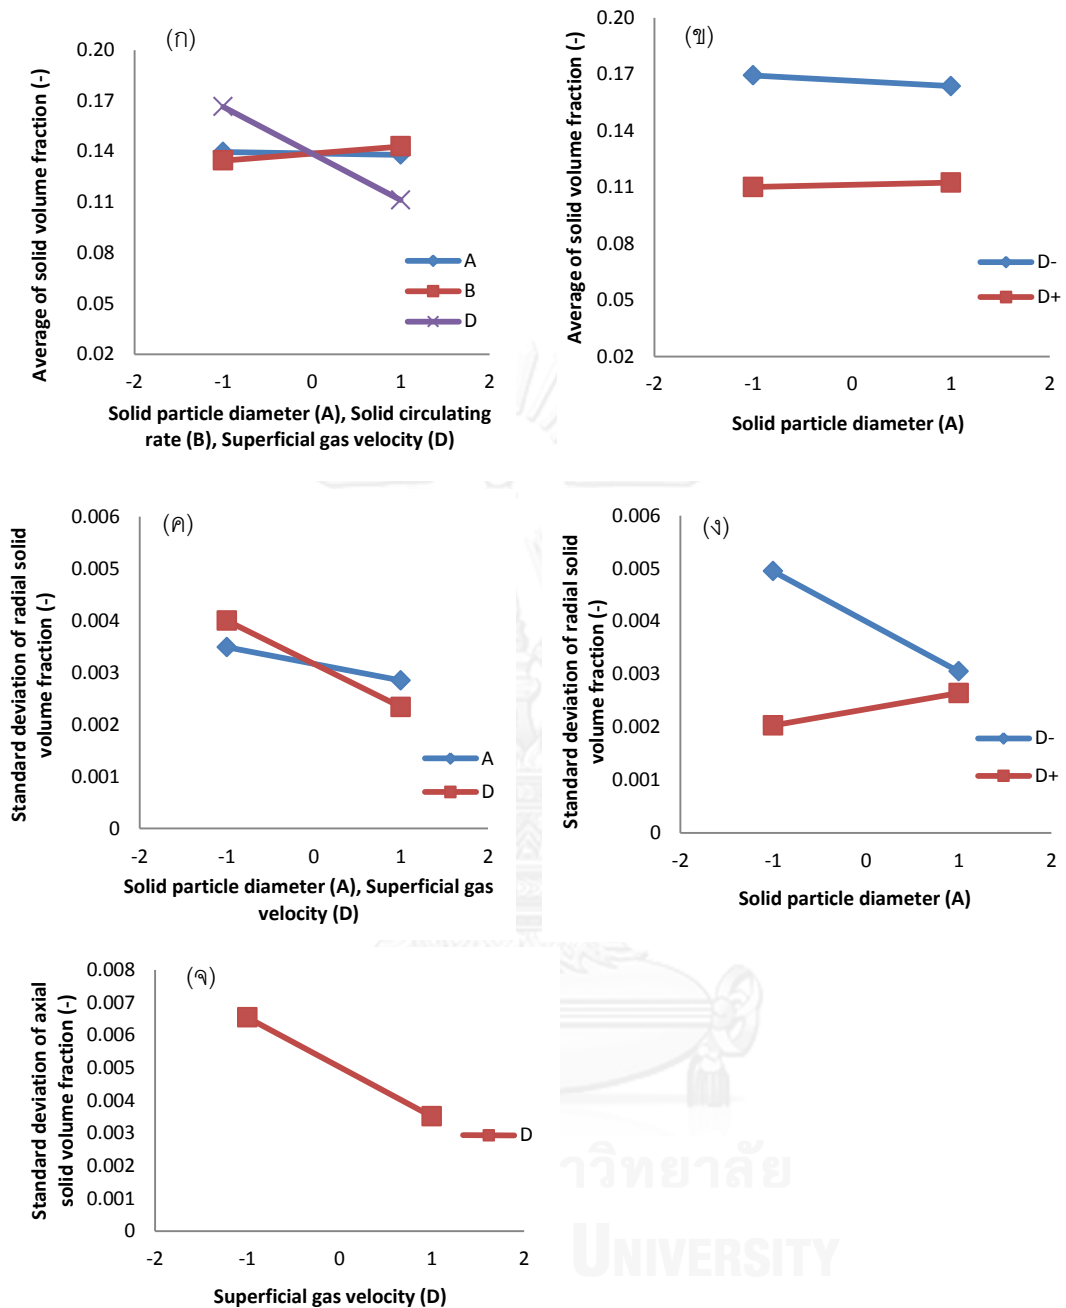 (ก)
Average of solid volume fraction (-)
0.20
0.17
0.14
0.11
0.08
0.05
0.02
-2 -1 0 1 2
A
B
D
Solid particle diameter (A), Solid circulating
rate (B), Superficial gas velocity (D)
(ข)
Average of solid volume fraction (-)
0.20
0.17
0.14
0.11
0.08
0.05
0.02
-2 -1 0 1 2
D-
D+
Solid particle diameter (A)
(ค)
Standard deviation of radial solid
volume fraction (-)
0.006
0.005
0.004
0.003
0.002
0.001
0
-2 -1 0 1 2
A
D
Solid particle diameter (A), Superficial gas
velocity (D)
(ง)
Standard deviation of radial solid
volume fraction (-)
0.006
0.005
0.004
0.003
0.002
0.001
0
-2 -1 0 1 2
D-
D+
Solid particle diameter (A)
(จ)
Standard deviation of axial
solid volume fraction (-)
0.008
0.007
0.006
0.005
0.004
0.003
0.002
0.001
0
-2 -1 0 1 2
D
Superficial gas velocity (D)
าวิทยาลัย
UNIVERSITY